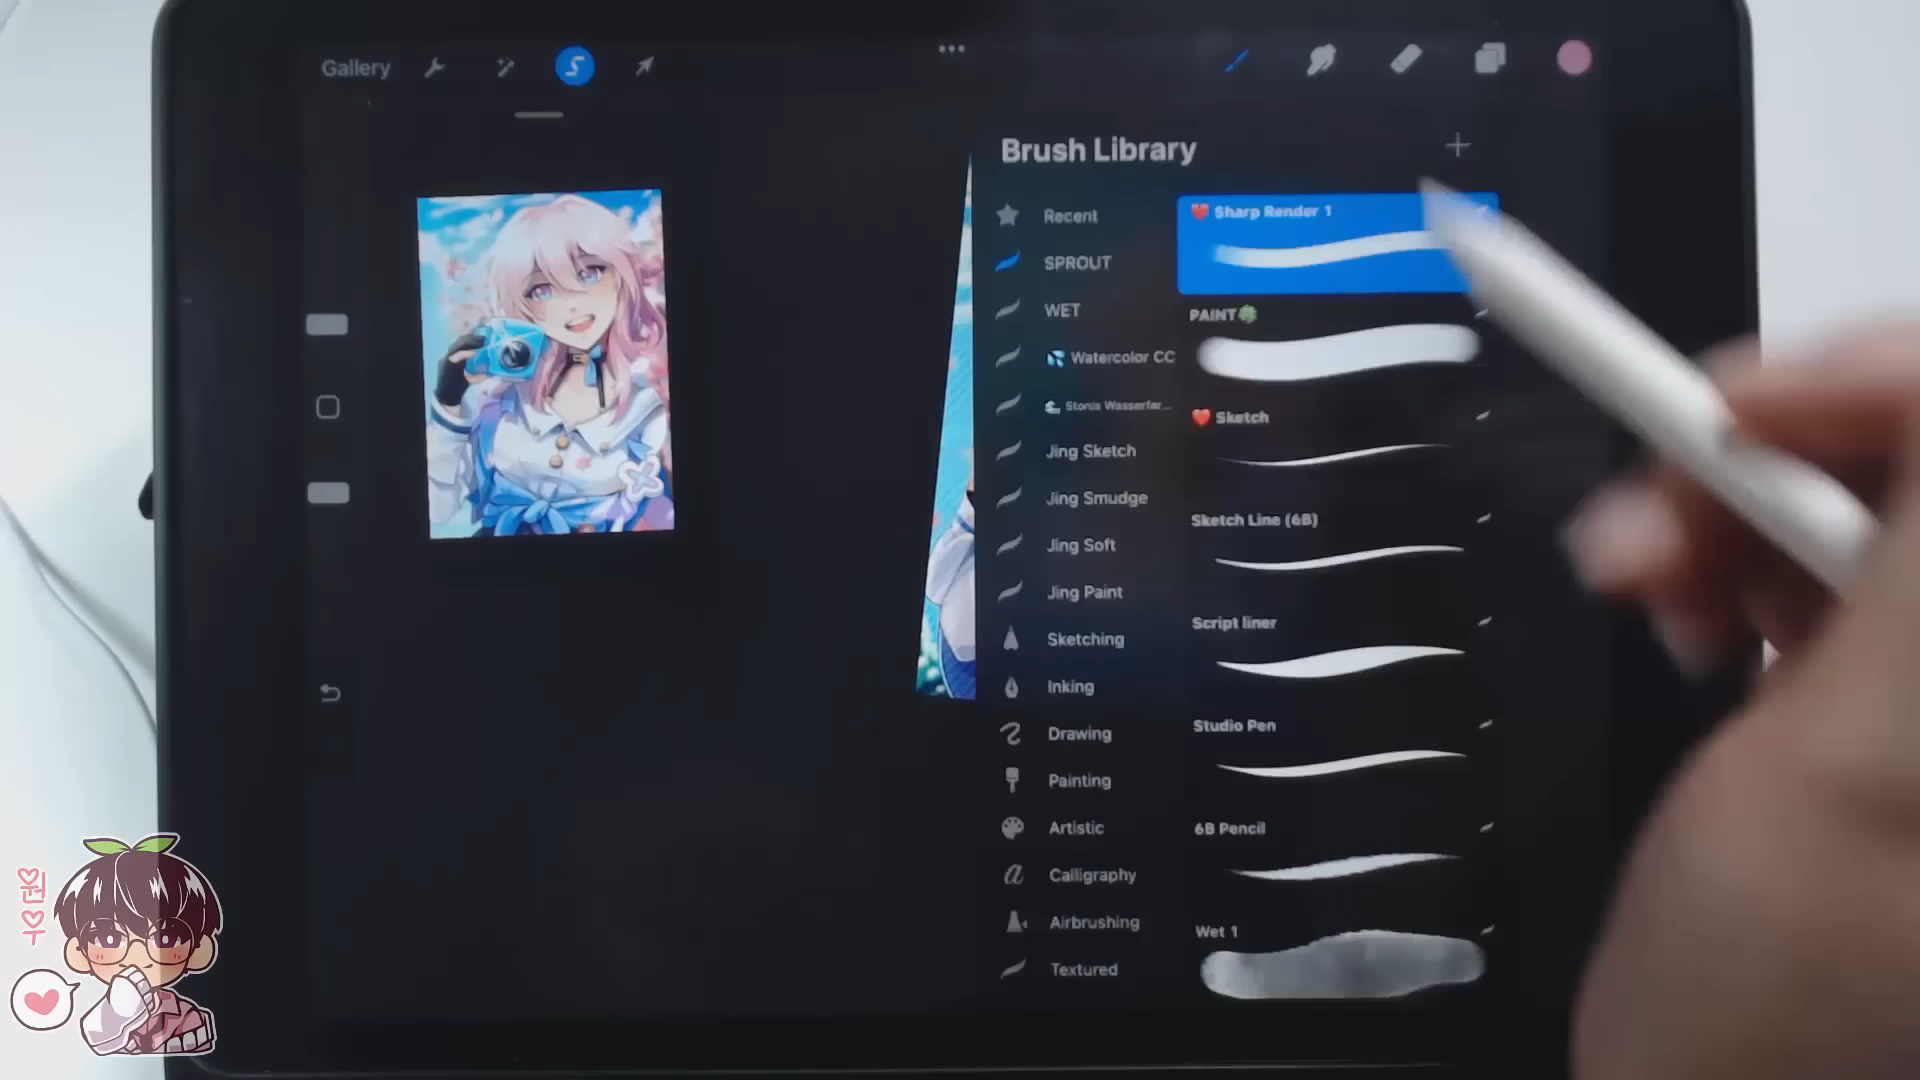 Gallery
Brush Library
Recent
SPROUT
WET
Watercolor CC
Jing Sketch
Jing Smudge
Jing Soft
Jing Paint
Sketching
Inking
Drawing
Painting
Artistic
Calligraphy
Airbrushing
Textured
Sharp Render 1
PAINT
Sketch
Sketch Line (6B)
Script liner
Studio Pen
6B Pencil
Wet 1
원
우